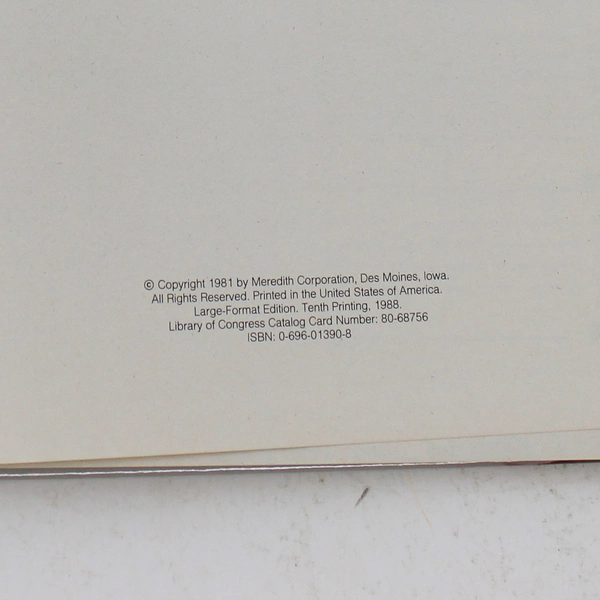 © Copyright 1981 by Meredith Corporation, Des Moines, Iowa.
All Rights Reserved. Printed in the United States of America.
Large-Format Edition. Tenth Printing, 1988.
Library of Congress Catalog Card Number: 80-68756
ISBN: 0-696-01390-8